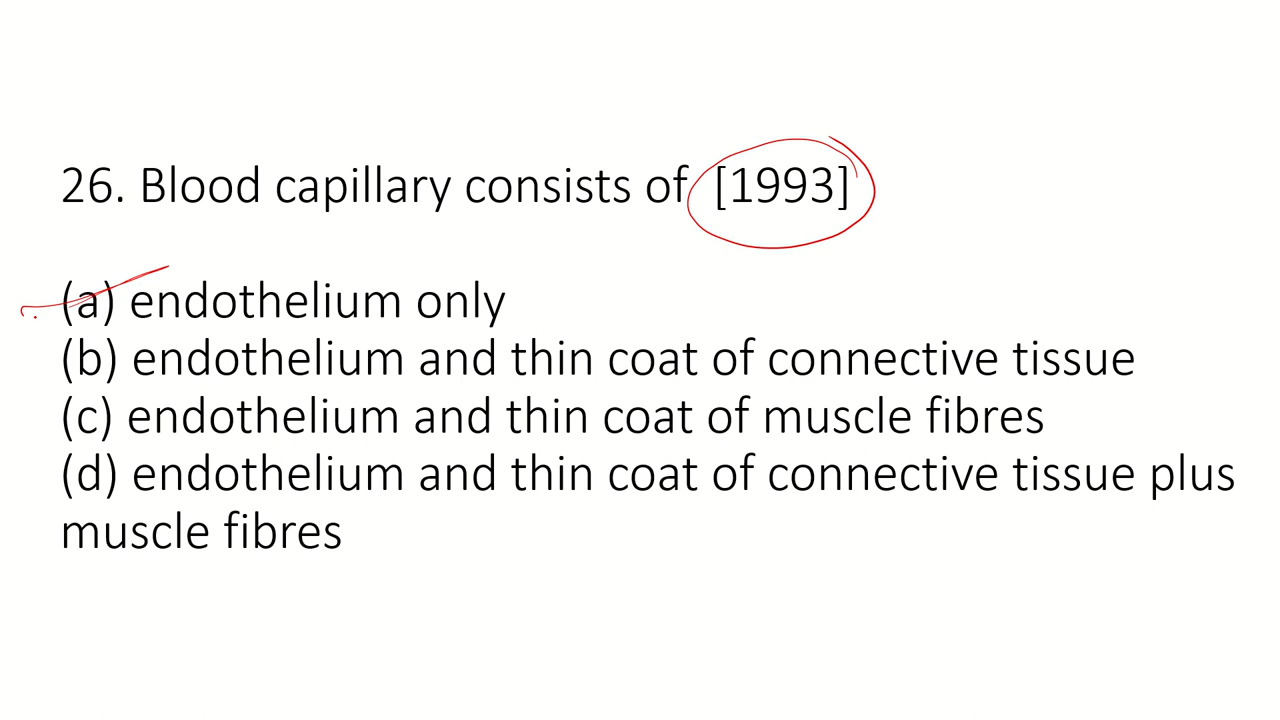 26. Blood capillary consists of [1993]
(a) endothelium only
(b) endothelium and thin coat of connective tissue
(c) endothelium and thin coat of muscle fibres
(d) endothelium and thin coat of connective tissue plus
muscle fibres